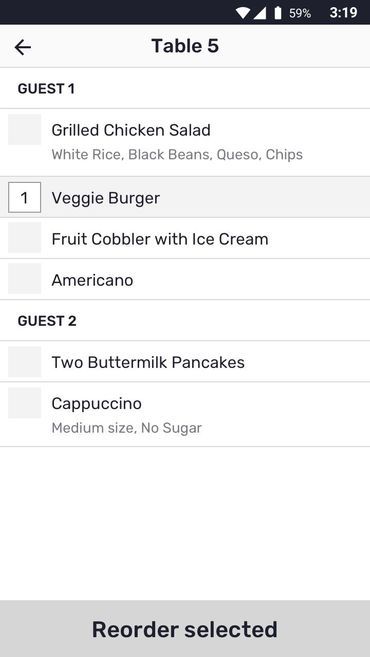 59% 3:19
Table 5
GUEST 1
Grilled Chicken Salad
White Rice, Black Beans, Queso, Chips
1 Veggie Burger
Fruit Cobbler with Ice Cream
Americano
GUEST 2
Two Buttermilk Pancakes
Cappuccino
Medium size, No Sugar
Reorder selected